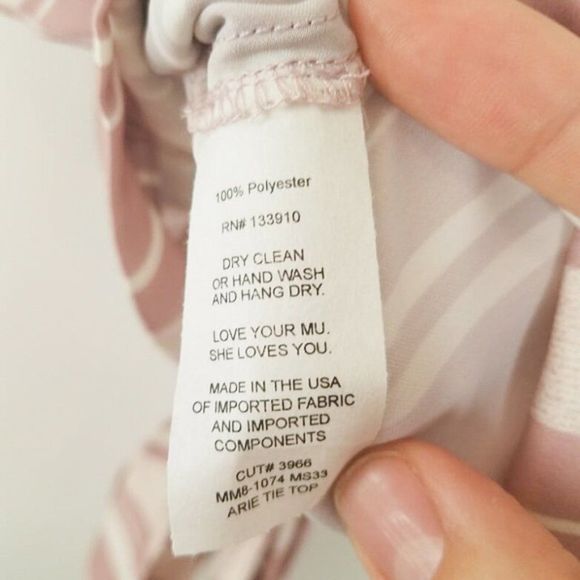 100% Polyester
RN# 133910
DRY CLEAN
OR HAND WASH
AND HANG DRY.
LOVE YOUR MU.
SHE LOVES YOU.
MADE IN THE USA
OF IMPORTED FABRIC
AND IMPORTED
COMPONENTS
CUT# 3966
MM8-1074 MS33
ARIE TIE TOP